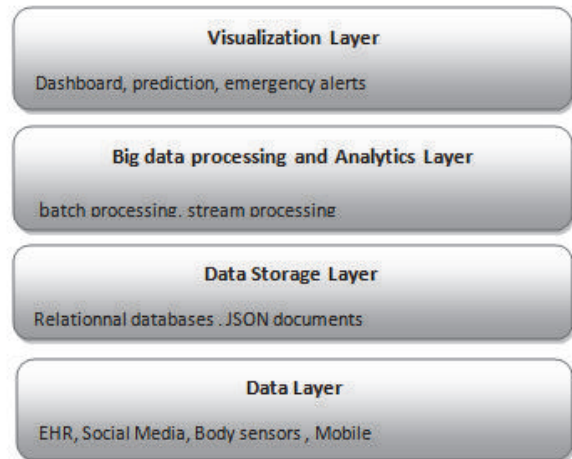 Visualization Layer
Dashboard, prediction, emergency alerts
Big data processing and Analytics Layer
batch processing, stream processing
Data Storage Layer
Relationnal databases . JSON documents
Data Layer
EHR, Social Media, Body sensors , Mobile